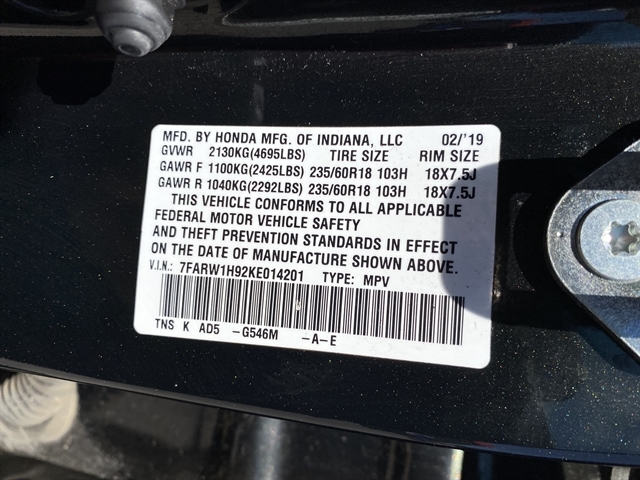 MFD. BY HONDA MFG. OF INDIANA, LLC 02/'19
GVWR 2130KG(4695LBS) TIRE SIZE RIM SIZE
GAWR F 1100KG(2425LBS) 235/60R18 103H 18X7.5J
GAWR R 1040KG(2292LBS) 235/60R18 103H 18X7.5J
THIS VEHICLE CONFORMS TO ALL APPLICABLE
FEDERAL MOTOR VEHICLE SAFETY
AND THEFT PREVENTION STANDARDS IN EFFECT
ON THE DATE OF MANUFACTURE SHOWN ABOVE.
V.I.N.: 7FARW1H92KE014201 TYPE: MPV
TNS K AD5 -G546M -A-E